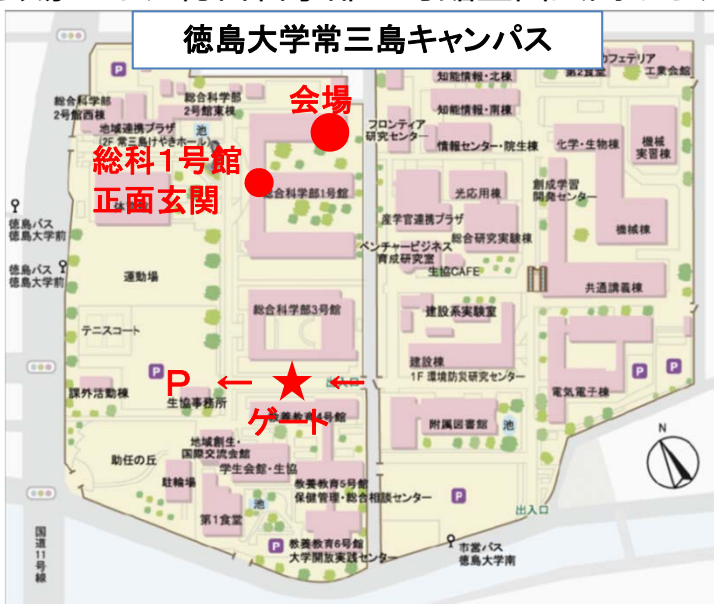 徳島大学常三島キャンパス
カフェテリア
第2食堂
工業会館
知能情報・北棟
総合科学部
2号館西棟
総合科学部
2号館東棟
会場
知能情報・南棟
地域連携プラザ
(2F 常三島けやきホール)
池
フロンティア
研究センター
情報センター・院生棟
化学・生物棟
機械
実習棟
総科1号館
正面玄関
総合科学部1号館
光応用棟
創成学習
開発センター
徳島バス
徳島大学前
産学官連携プラザ
総合研究実験棟
機械棟
ベンチャービジネス
育成研究室
徳島バス
徳島大学前
運動場
生協CAFE
共通講義棟
総合科学部3号館
建設系実験室
テニスコート
建設棟
1F 環境防災研究センター
P
←
★
←
出入口
課外活動棟
生協事務所
ゲート
教養教育4号館
電気電子棟
附属図書館
池
地域創生・
国際交流会館
助任の丘
学生会館・生協
N
駐輪場
教養教育5号館
保健管理・総合相談センター
第1食堂
池
出入口
国道11号線
教養教育6号館
大学開放実践センター
市営バス
徳島大学南
P
P
P
P
P
P